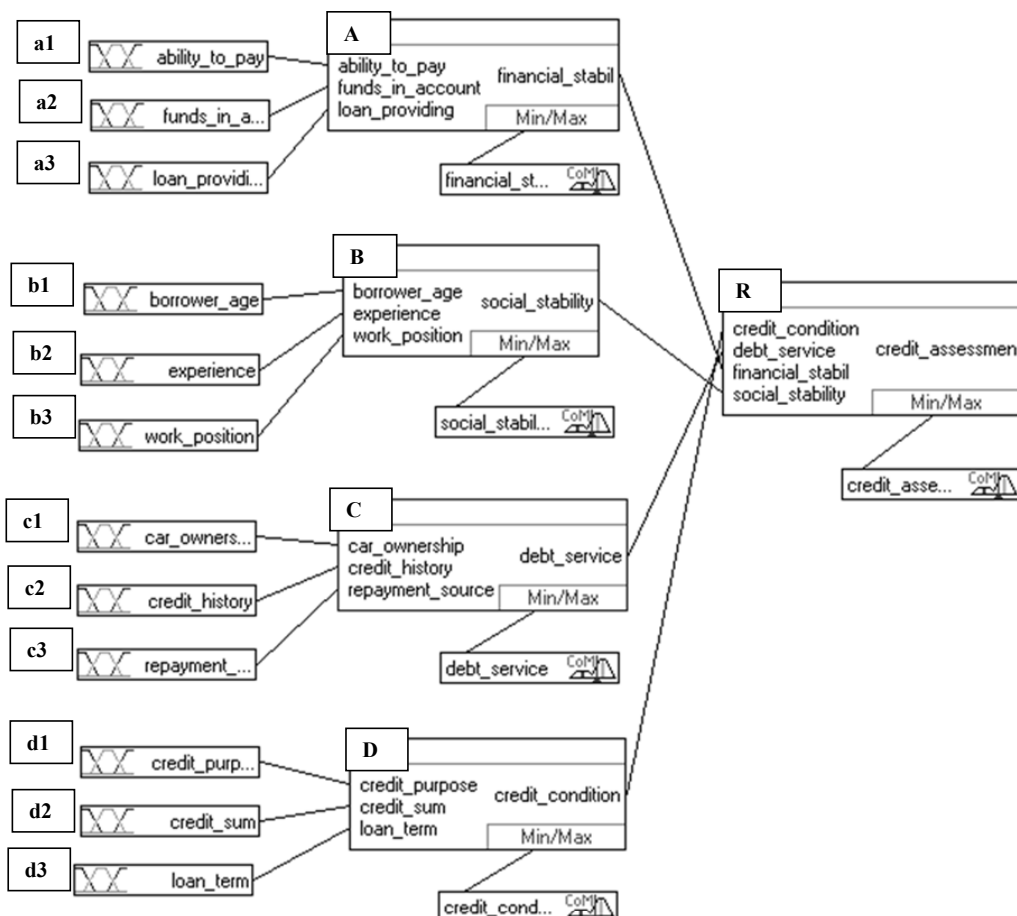 a1
ability_to_pay
a2
funds_in_a...
a3
loan_providi...
A
ability_to_pay
funds_in_account
loan_providing
financial_stabil
Min/Max
financial_st...
CoM
b1
borrower_age
b2
experience
b3
work_position
B
borrower_age
experience
work_position
social_stability
Min/Max
social_stabil...
CoM
c1
car_owners...
c2
credit_history
c3
repayment_...
C
car_ownership
credit_history
repayment_source
debt_service
Min/Max
debt_service
CoM
d1
credit_purp...
d2
credit_sum
d3
loan_term
D
credit_purpose
credit_sum
loan_term
credit_condition
Min/Max
credit_cond...
CoM
R
credit_condition
debt_service
financial_stabil
social_stability
credit_assessmen
Min/Max
credit_asse...
CoM